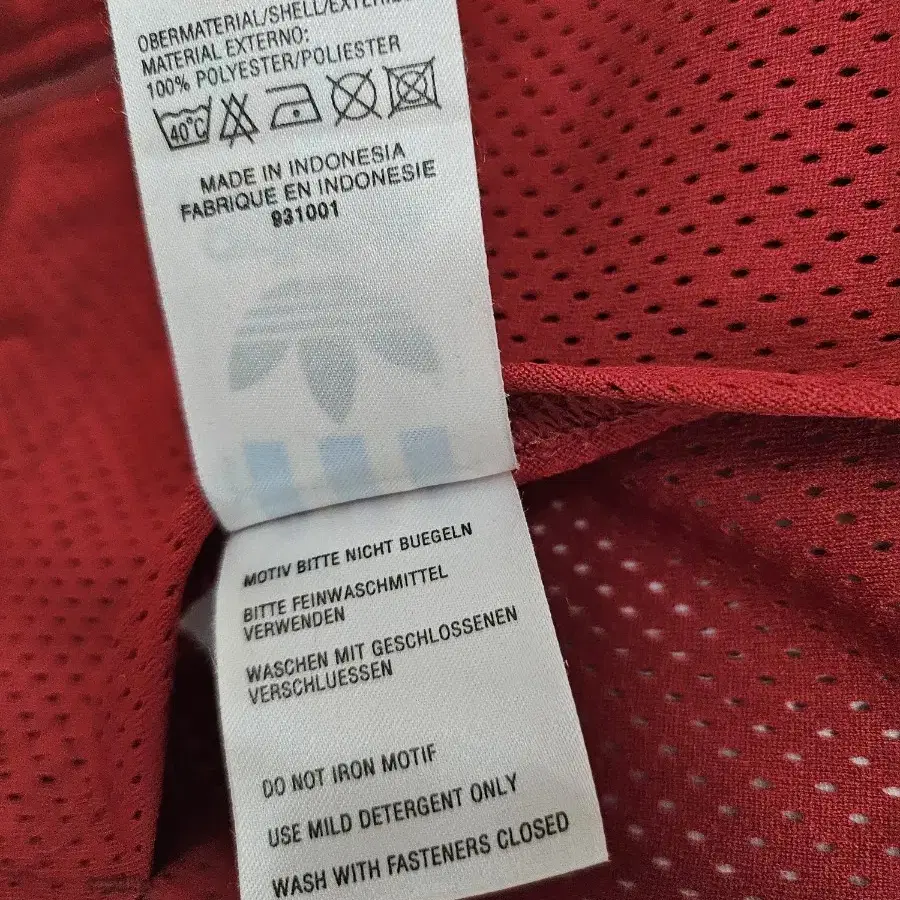 OBERMATERIAL/SHELL/EXTERIEUR
MATERIAL EXTERNO:
100% POLYESTER/POLIESTER
40°C
MADE IN INDONESIA
FABRIQUE EN INDONESIE
931001
MOTIV BITTE NICHT BUEGELN
BITTE FEINWASCHMITTEL
VERWENDEN
WASCHEN MIT GESCHLOSSENEN
VERSCHLUESSEN
DO NOT IRON MOTIF
USE MILD DETERGENT ONLY
WASH WITH FASTENERS CLOSED